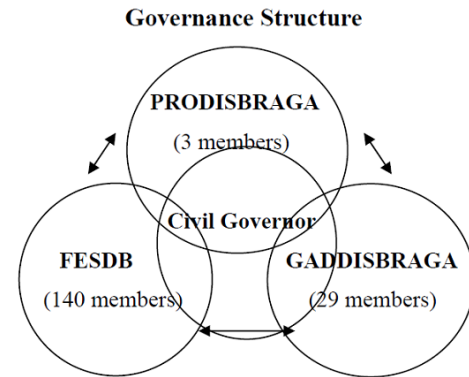 Governance Structure
PRODISBRAGA
(3 members)
Civil Governor
FESDB
(140 members)
GADDISBRAGA
(29 members)